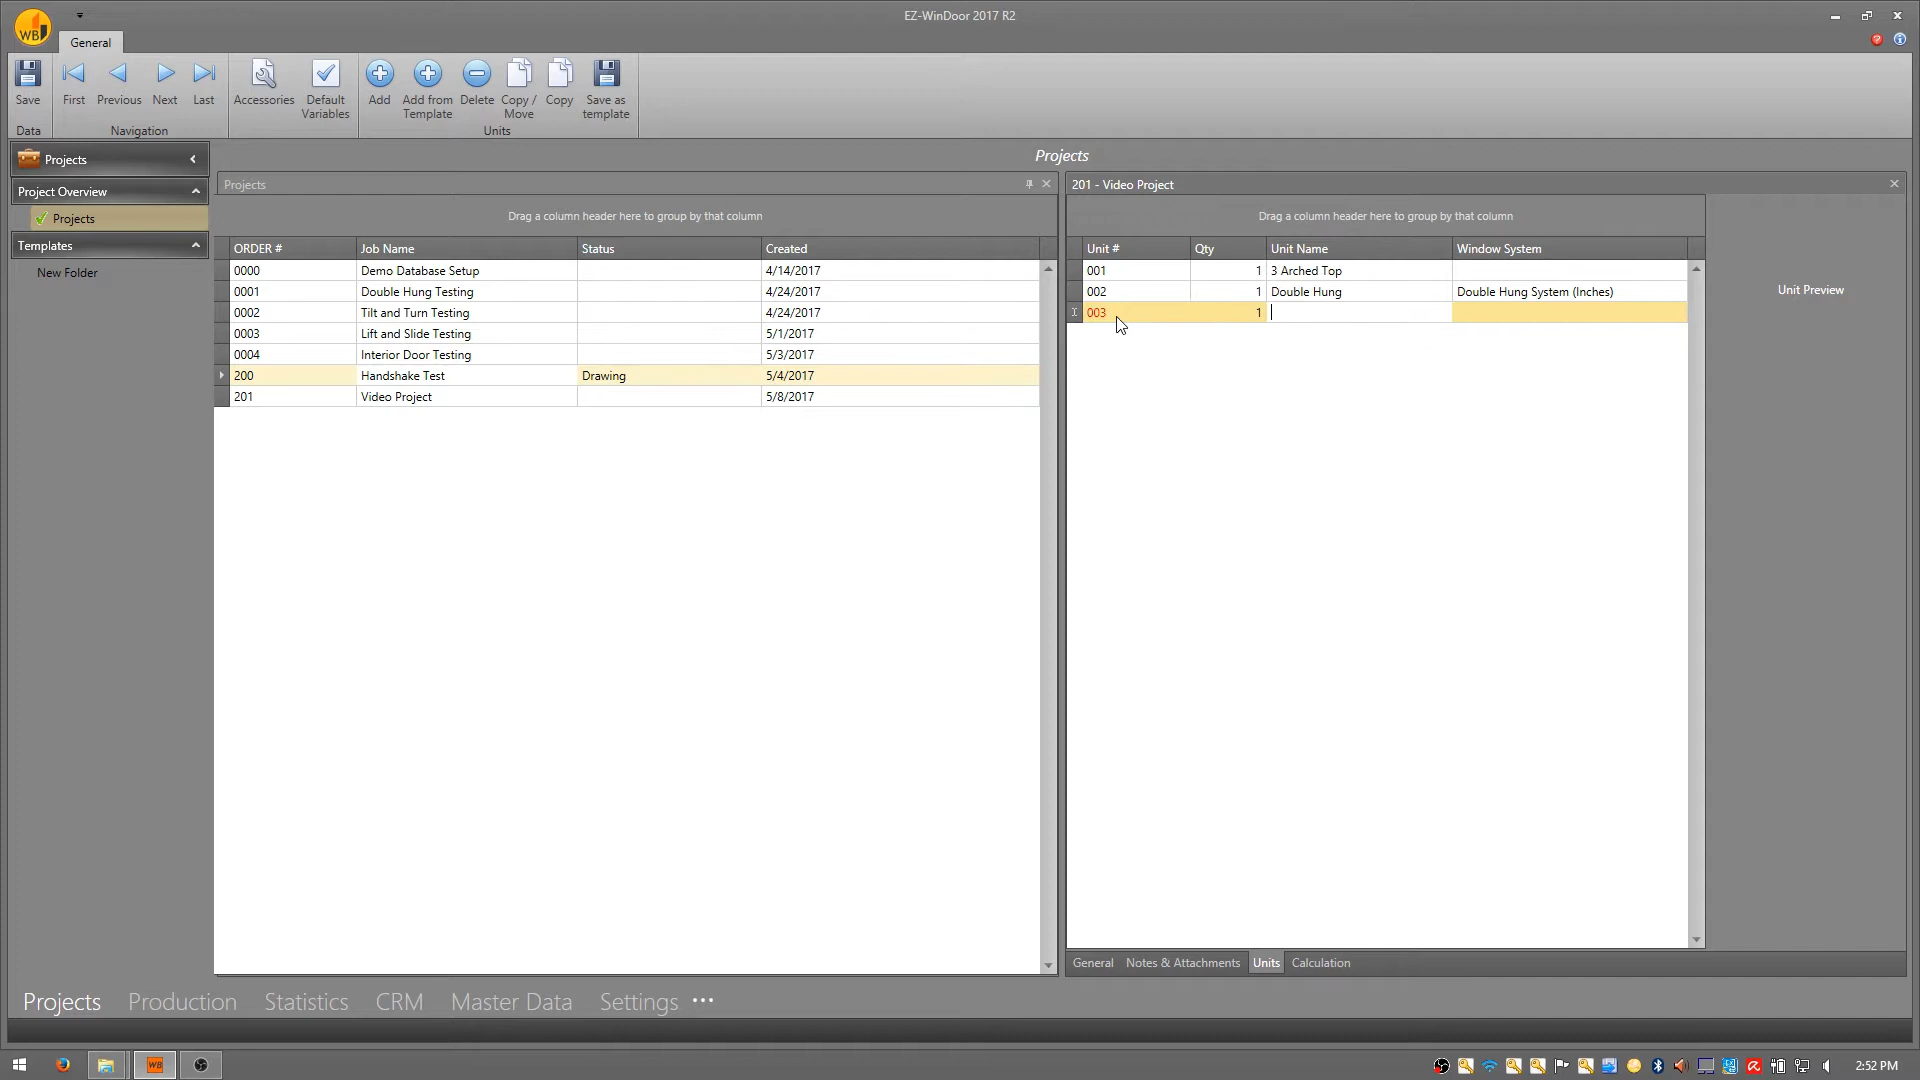 EZ-WinDoor 2017 R2
WB
General
Save
First
Previous
Next
Last
Accessories
Default Variables
Add
Add from Template
Delete
Copy / Move
Copy
Save as template
Data
Navigation
Units
Projects
Projects
Project Overview
Projects
Templates
New Folder
Projects
Drag a column header here to group by that column
ORDER # Job Name Status Created
0000 Demo Database Setup 4/14/2017
0001 Double Hung Testing 4/24/2017
0002 Tilt and Turn Testing 4/24/2017
0003 Lift and Slide Testing 5/1/2017
0004 Interior Door Testing 5/3/2017
200 Handshake Test Drawing 5/4/2017
201 Video Project 5/8/2017
201 - Video Project
Drag a column header here to group by that column
Unit # Qty Unit Name Window System
001 1 3 Arched Top
002 1 Double Hung Double Hung System (Inches)
003 1
Unit Preview
General Notes & Attachments Units Calculation
Projects Production Statistics CRM Master Data Settings •••
WB
2:52 PM